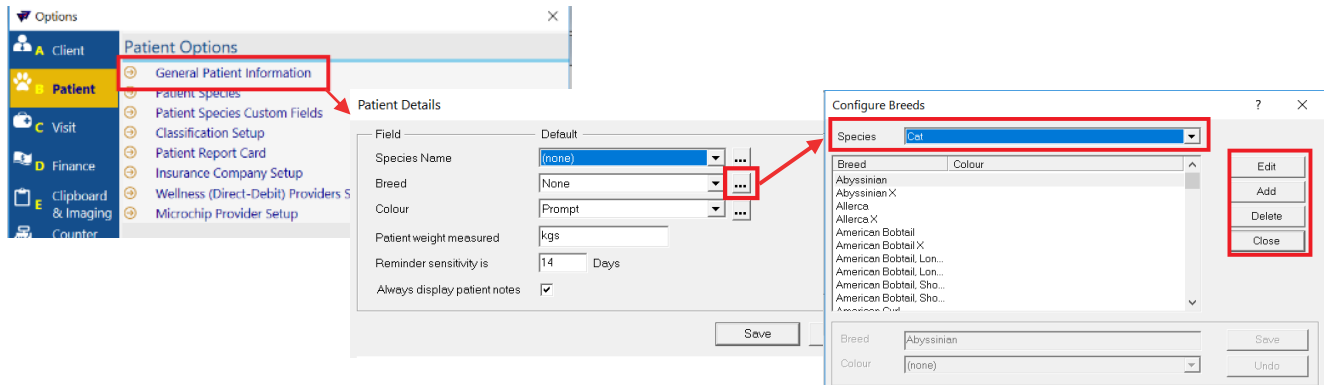 Options
A Client
B Patient
C Visit
D Finance
E Clipboard
& Imaging
Counter
Patient Options
General Patient Information
Patient Species
Patient Species Custom Fields
Classification Setup
Patient Report Card
Insurance Company Setup
Wellness (Direct-Debit) Providers S
Microchip Provider Setup
Patient Details
Field Default
Species Name (none) ...
Breed None ...
Colour Prompt ...
Patient weight measured kgs
Reminder sensitivity is 14 Days
Always display patient notes
Save
Configure Breeds ?
Species Cat
Breed Colour
Abyssinian
Abyssinian X
Allerca
Allerca X
American Bobtail
American Bobtail X
American Bobtail, Lon...
American Bobtail, Lon...
American Bobtail, Sho...
American Bobtail, Sho...
American Curl
Edit
Add
Delete
Close
Breed Abyssinian Save
Colour (none) Undo